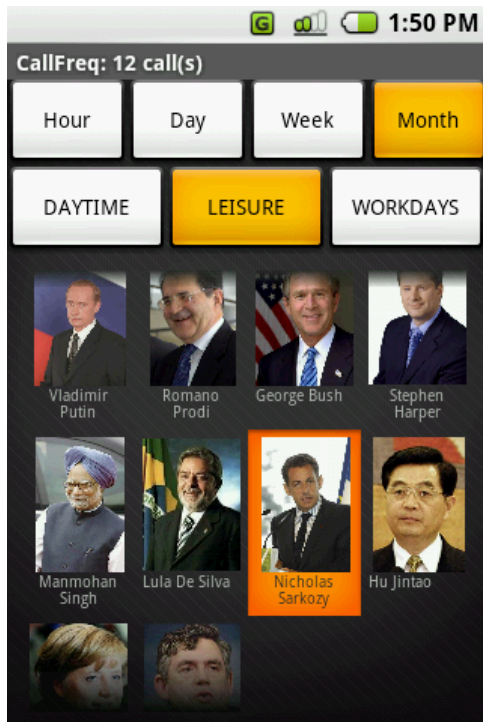 G 1:50 PM
CallFreq: 12 call(s)
Hour Day Week Month
DAYTIME LEISURE WORKDAYS
Vladimir Putin
Romano Prodi
George Bush
Stephen Harper
Manmohan Singh
Lula De Silva
Nicholas Sarkozy
Hu Jintao